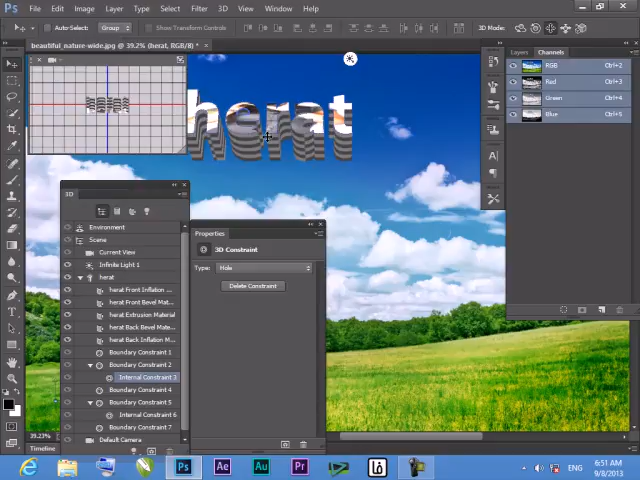 Ps File Edit Image Layer Type Select Filter 3D View Window Help
Auto-Select: Group Show Transform Controls 3D Mode:
beautiful_nature-wide.jpg @ 39.2% (herat, RGB/8) *
herat
Layers Channels
RGB Ctrl+2
Red Ctrl+3
Green Ctrl+4
Blue Ctrl+5
3D
Environment
Scene
Current View
Infinite Light 1
herat
herat Front Inflation ...
herat Front Bevel Mat...
herat Extrusion Material
herat Back Bevel Mate...
herat Back Inflation M...
Boundary Constraint 1
Boundary Constraint 2
Internal Constraint 3
Boundary Constraint 4
Boundary Constraint 5
Internal Constraint 6
Boundary Constraint 7
Default Camera
Properties
3D Constraint
Type: Hole
Delete Constraint
39.23%
Timeline
Ps Ae Au Pr
ENG
6:51 AM
9/8/2013